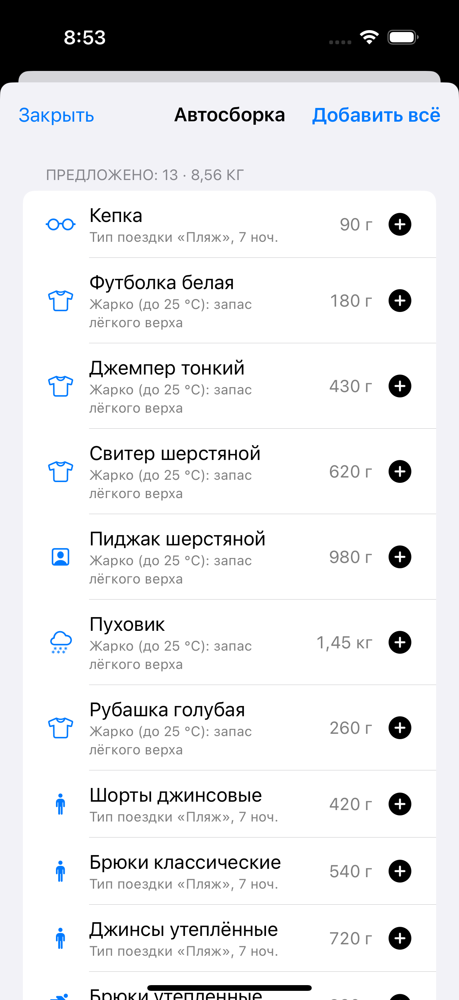 8:53
Закрыть
Автосборка
Добавить всё
ПРЕДЛОЖЕНО: 13 · 8,56 КГ
Кепка
Тип поездки «Пляж», 7 ноч.
90 г
Футболка белая
Жарко (до 25 °C): запас
лёгкого верха
180 г
Джемпер тонкий
Жарко (до 25 °C): запас
лёгкого верха
430 г
Свитер шерстяной
Жарко (до 25 °C): запас
лёгкого верха
620 г
Пиджак шерстяной
Жарко (до 25 °C): запас
лёгкого верха
980 г
Пуховик
Жарко (до 25 °C): запас
лёгкого верха
1,45 кг
Рубашка голубая
Жарко (до 25 °C): запас
лёгкого верха
260 г
Шорты джинсовые
Тип поездки «Пляж», 7 ноч.
420 г
Брюки классические
Тип поездки «Пляж», 7 ноч.
540 г
Джинсы утеплённые
Тип поездки «Пляж», 7 ноч.
720 г
Брюки утепленные